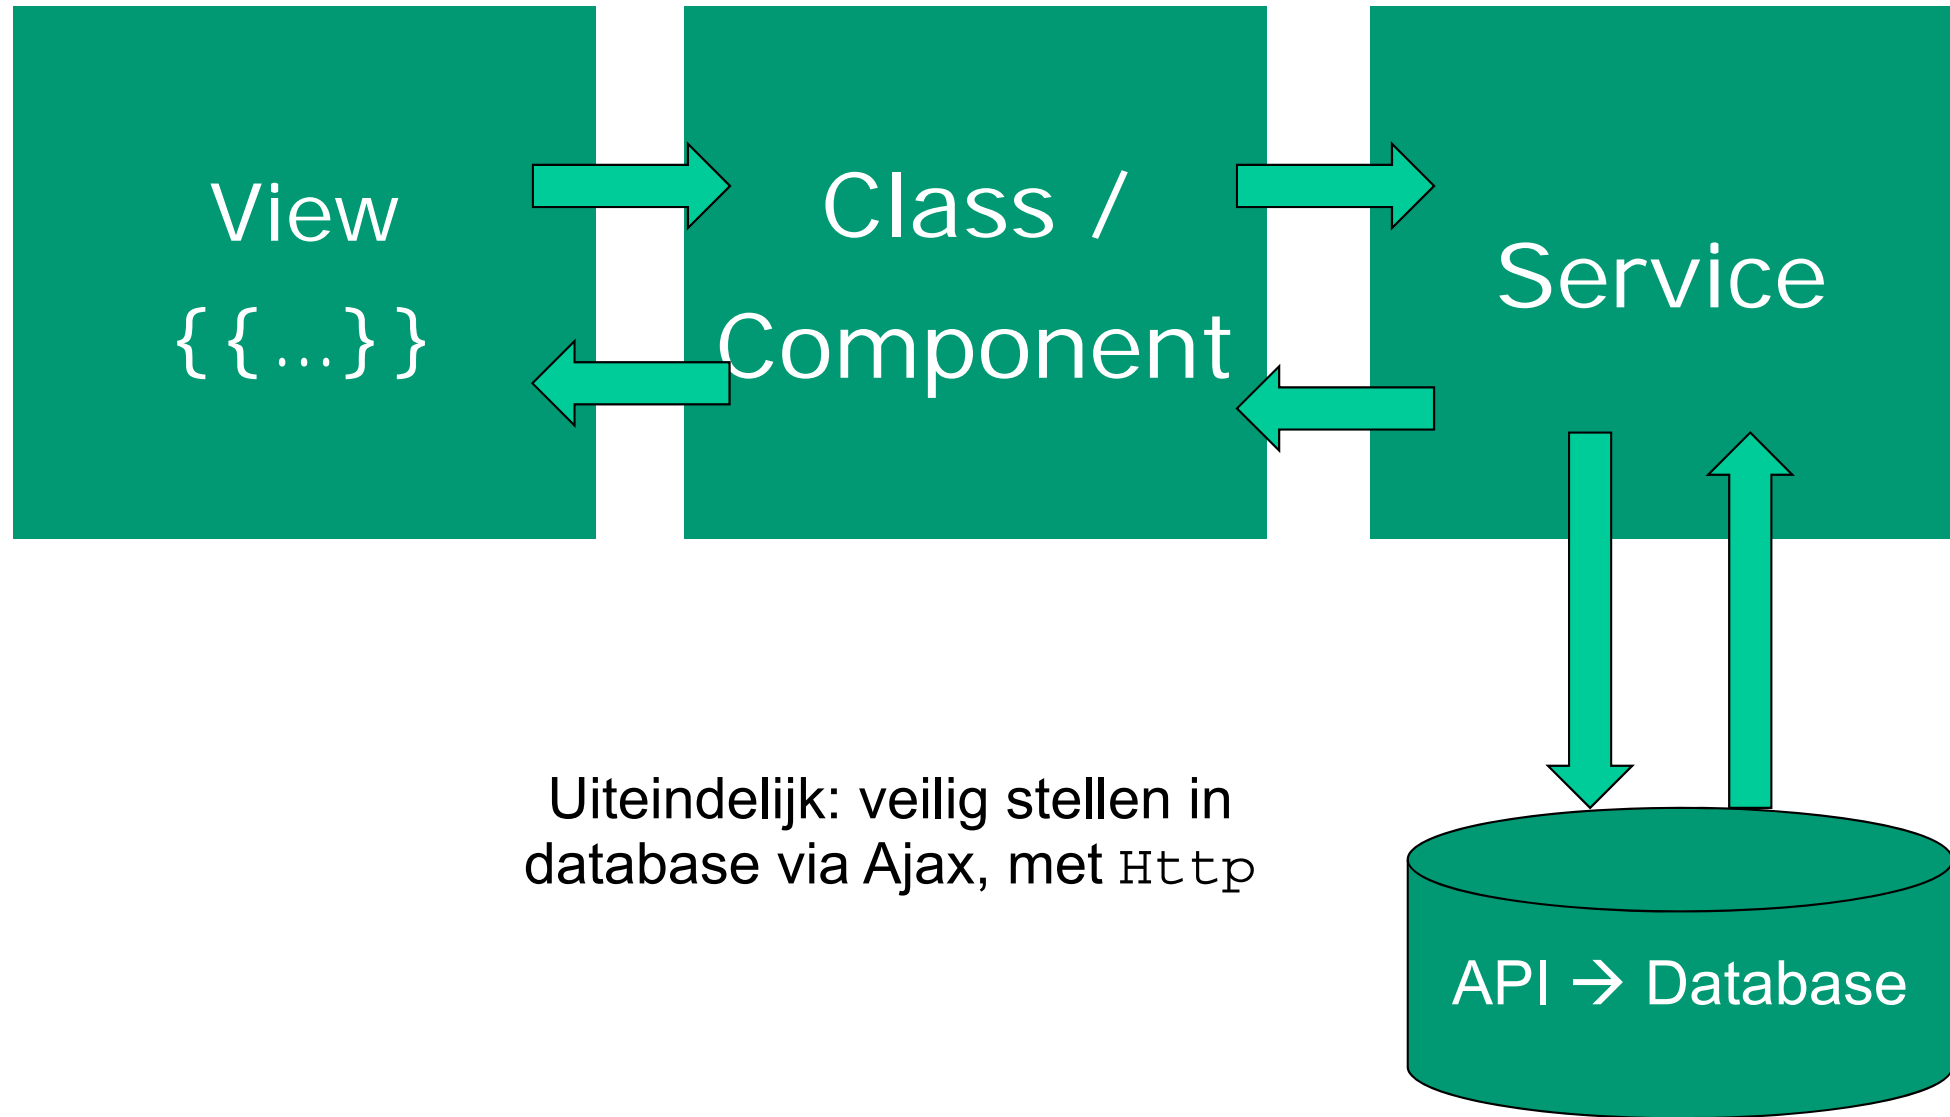 View
{{…}}
Class /
Component
Service
Uiteindelijk: veilig stellen in
database via Ajax, met Http
API → Database